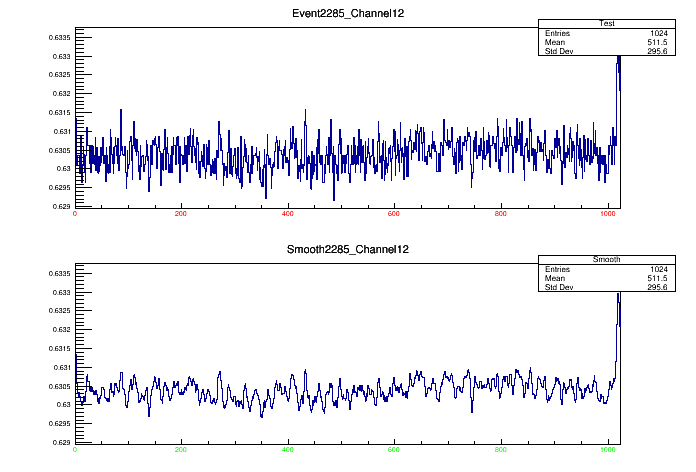 Event2285_Channel12
Test
Entries 1024
Mean 511.5
Std Dev 295.6
0.6335
0.633
0.6325
0.632
0.6315
0.631
0.6305
0.63
0.6295
0.629
0 200 400 600 800 1000
Smooth2285_Channel12
Smooth
Entries 1024
Mean 511.5
Std Dev 295.6
0.6335
0.633
0.6325
0.632
0.6315
0.631
0.6305
0.63
0.6295
0.629
0 200 400 600 800 1000